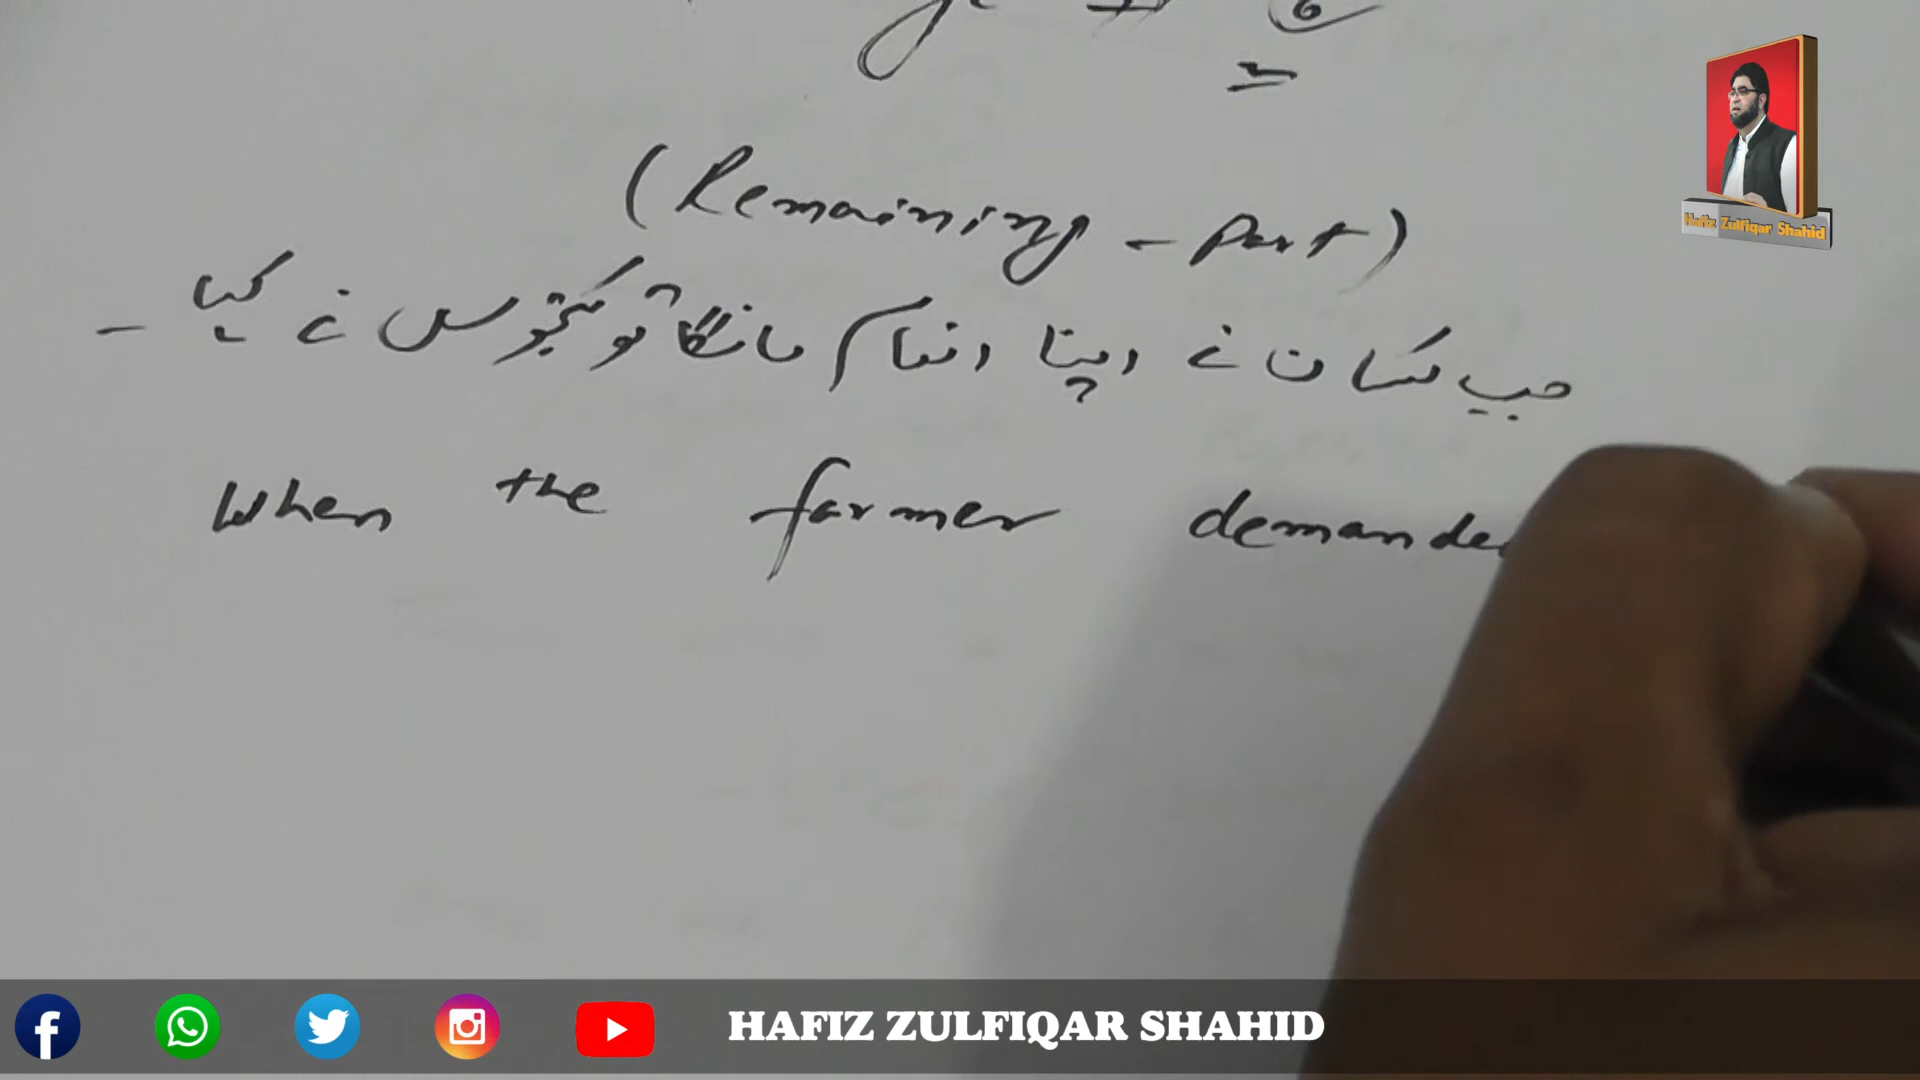 (Remaining - Part)
جب کسان نے اپنا انعام مانگا تو کنجوس نے کہا -
When the farmer demanded
Hafiz Zulfiqar Shahid
HAFIZ ZULFIQAR SHAHID